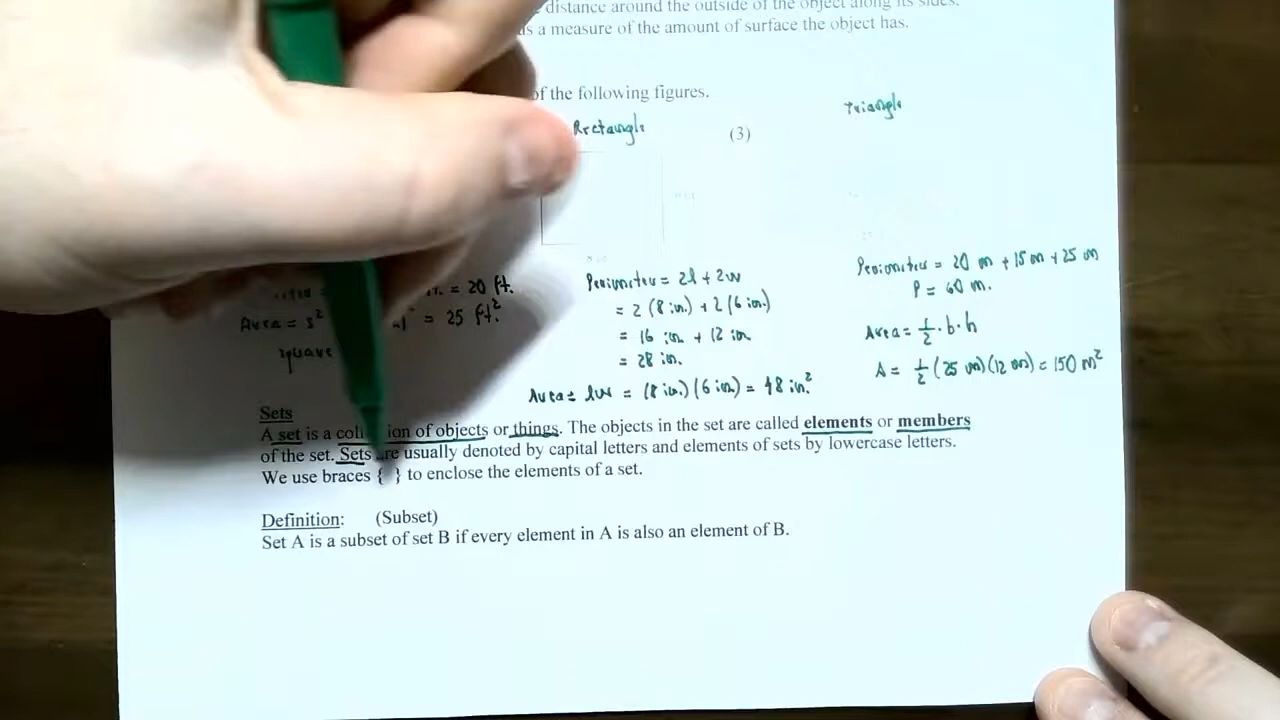 distance around the outside of the object along its sides.
as a measure of the amount of surface the object has.
of the following figures.
Rectangle (3) Triangle
= 20 ft.
Area = s² = 25 ft.²
square
Perimeter = 2l + 2w
= 2 (8 in.) + 2 (6 in.)
= 16 in + 12 in
= 28 in.
Area = lw = (8 in.) (6 in.) = 48 in.²
Perimeter = 20 m + 15 m + 25 m
P = 60 m.
Area = 1/2 · b · h
A = 1/2 (25 m) (12 m) = 150 m²
Sets
A set is a of objects or things. The objects in the set are called elements or members
of the set. Sets are usually denoted by capital letters and elements of sets by lowercase letters.
We use braces { } to enclose the elements of a set.
Definition: (Subset)
Set A is a subset of set B if every element in A is also an element of B.